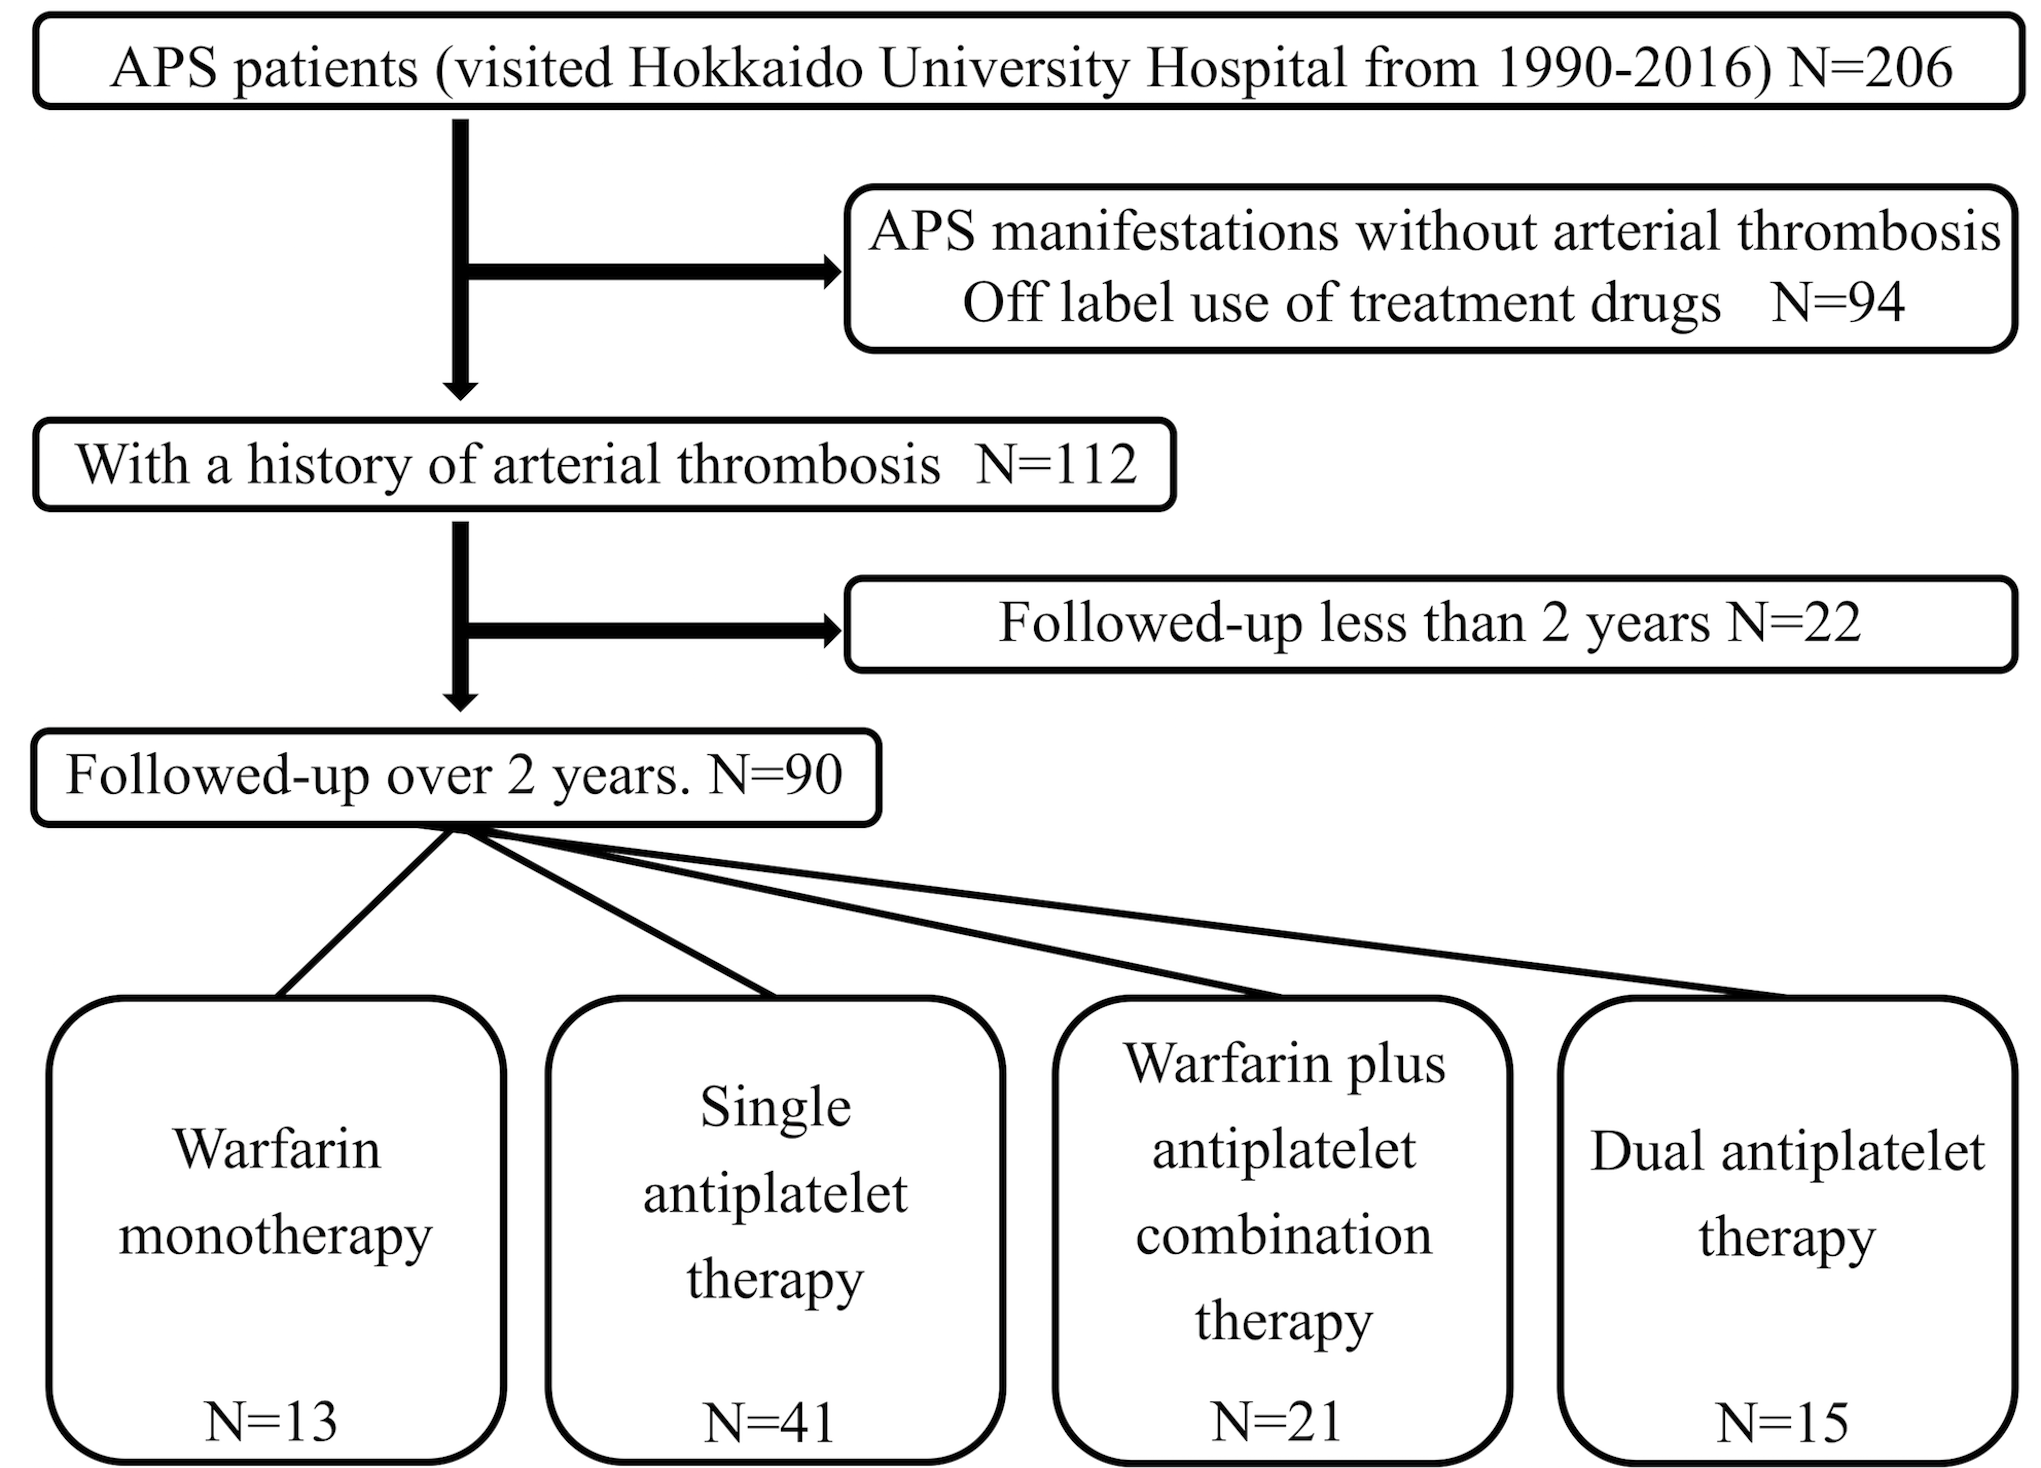 APS patients (visited Hokkaido University Hospital from 1990-2016) N=206
APS manifestations without arterial thrombosis
Off label use of treatment drugs N=94
With a history of arterial thrombosis N=112
Followed-up less than 2 years N=22
Followed-up over 2 years. N=90
Warfarin
monotherapy
N=13
Single
antiplatelet
therapy
N=41
Warfarin plus
antiplatelet
combination
therapy
N=21
Dual antiplatelet
therapy
N=15